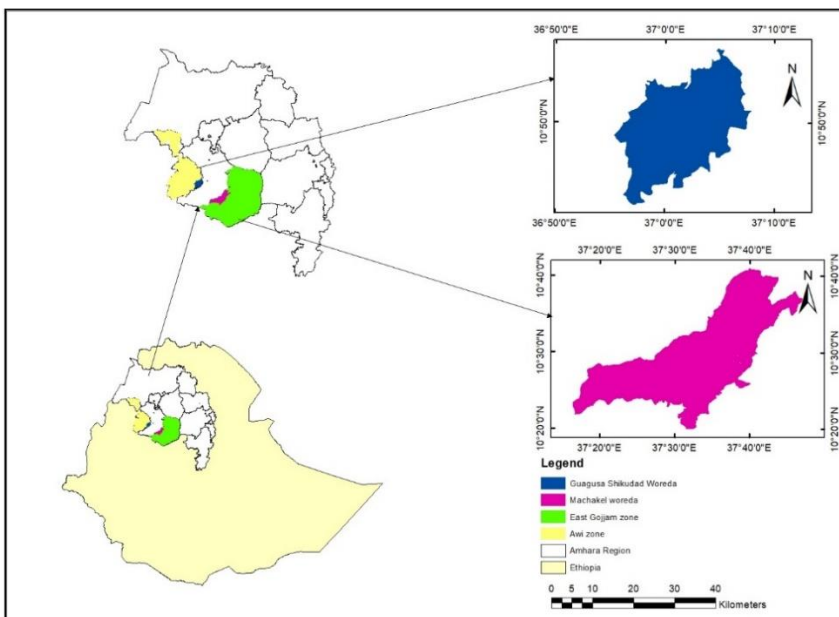 36°50'0"E 37°0'0"E 37°10'0"E
N
10°50'0"N 10°50'0"N
36°50'0"E 37°0'0"E 37°10'0"E
37°20'0"E 37°30'0"E 37°40'0"E
N
10°40'0"N 10°40'0"N
10°30'0"N 10°30'0"N
10°20'0"N 10°20'0"N
37°20'0"E 37°30'0"E 37°40'0"E
Legend
Guagusa Shikudad Woreda
Machakel woreda
East Gojjam zone
Awi zone
Amhara Region
Ethiopia
0 5 10 20 30 40
Kilometers